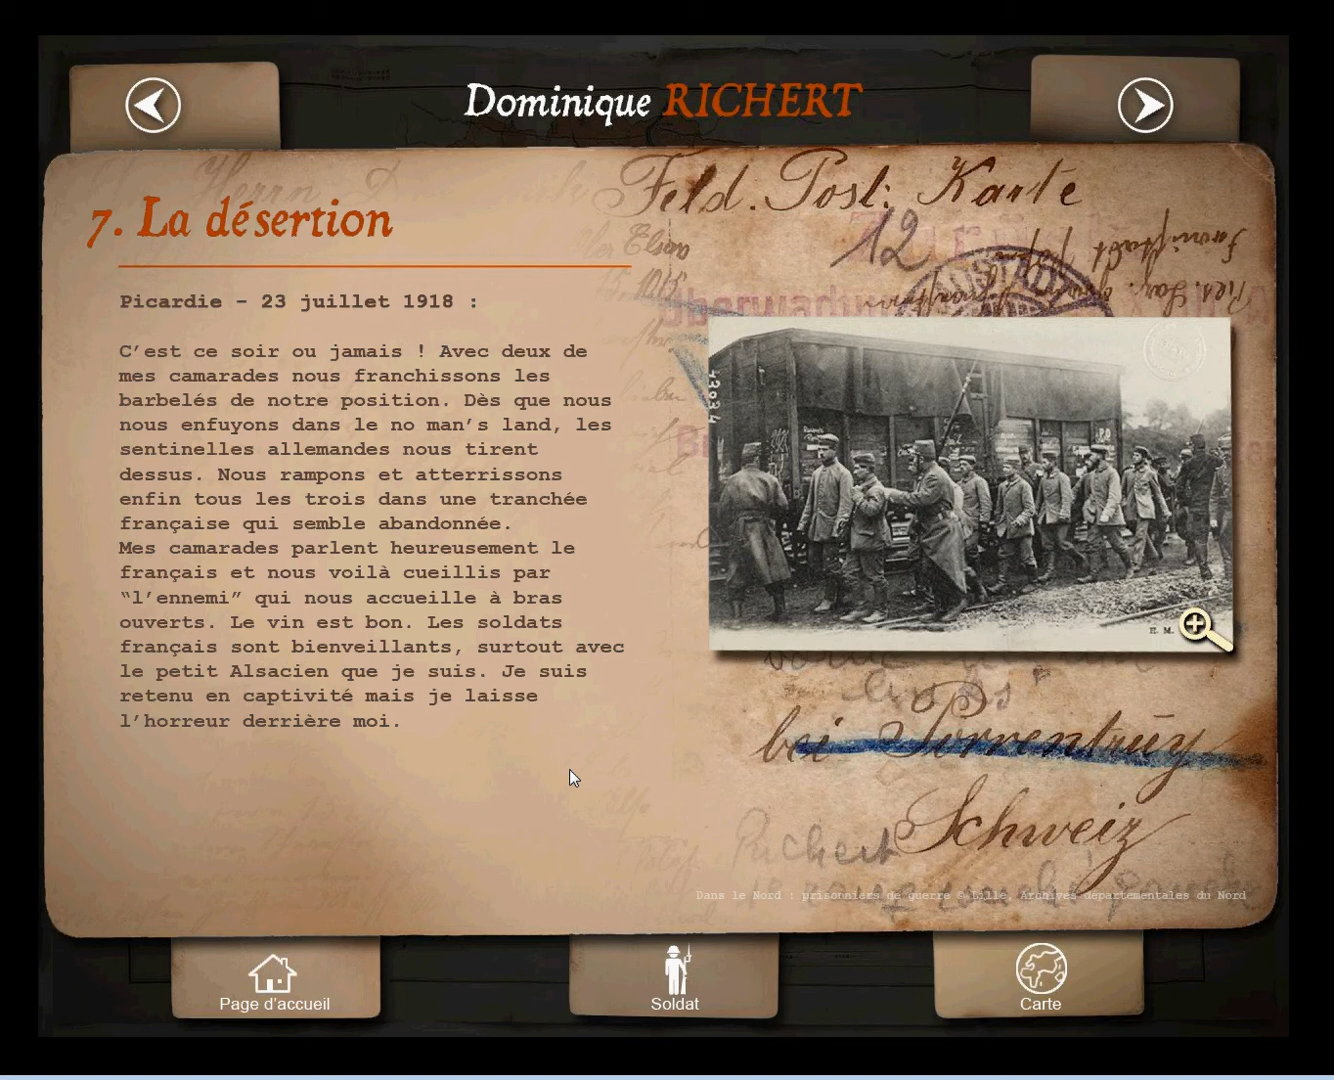 Dominique RICHERT
7. La désertion
Picardie - 23 juillet 1918 :
C'est ce soir ou jamais ! Avec deux de
mes camarades nous franchissons les
barbelés de notre position. Dès que nous
nous enfuyons dans le no man's land, les
sentinelles allemandes nous tirent
dessus. Nous rampons et atterrissons
enfin tous les trois dans une tranchée
française qui semble abandonnée.
Mes camarades parlent heureusement le
français et nous voilà cueillis par
“l'ennemi” qui nous accueille à bras
ouverts. Le vin est bon. Les soldats
français sont bienveillants, surtout avec
le petit Alsacien que je suis. Je suis
retenu en captivité mais je laisse
l'horreur derrière moi.
Feld. Post: Karte
12
E. M.
bei Porrentruy
Schweiz
Richert
Dans le Nord : prisonniers de guerre © Lille, Archives départementales du Nord
Page d'accueil
Soldat
Carte